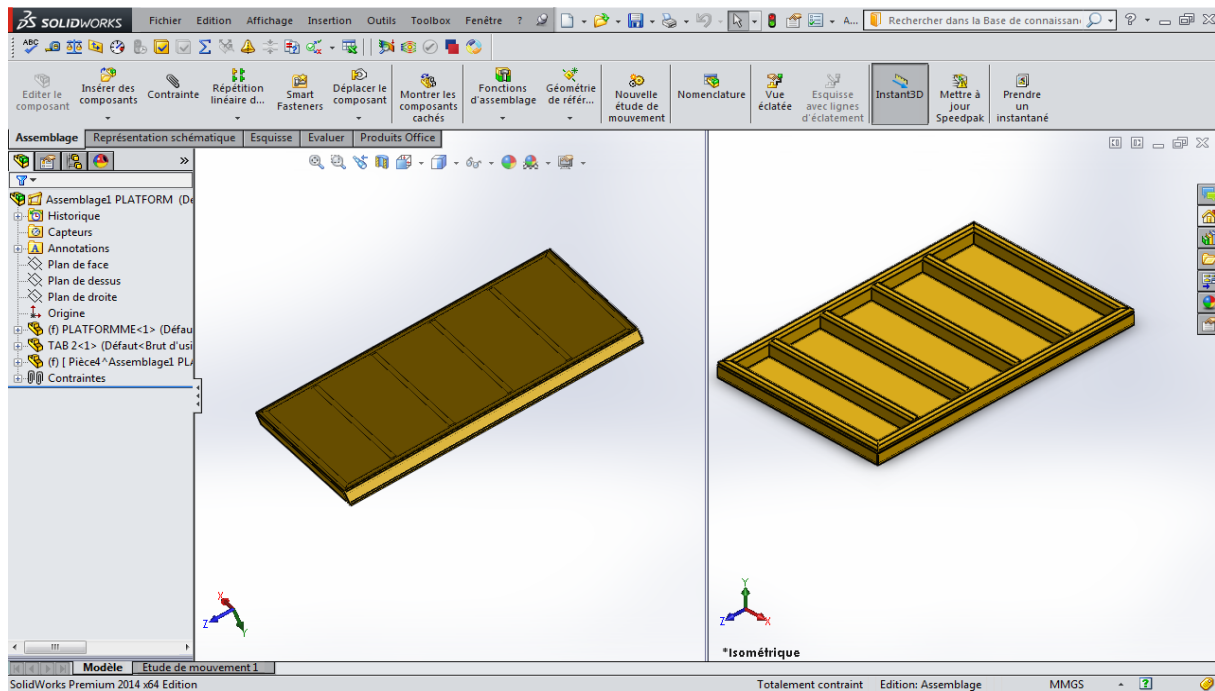 SOLIDWORKS Fichier Edition Affichage Insertion Outils Toolbox Fenêtre ? A... Rechercher dans la Base de connaissan ?
ABC
Editer le composant
Insérer des composants
Contrainte
Répétition linéaire d...
Smart Fasteners
Déplacer le composant
Montrer les composants cachés
Fonctions d'assemblage
Géométrie de référ...
Nouvelle étude de mouvement
Nomenclature
Vue éclatée
Esquisse avec lignes d'éclatement
Instant3D
Mettre à jour Speedpak
Prendre un instantané
Assemblage Représentation schématique Esquisse Evaluer Produits Office
Assemblage1 PLATFORM (De
Historique
Capteurs
A Annotations
Plan de face
Plan de dessus
Plan de droite
Origine
(f) PLATFORMME<1> (Défau
TAB 2<1> (Défaut<Brut d'usi
(f) [ Pièce4^Assemblage1 PLA
Contraintes
X
Z
Y
Y
Z
X
*Isométrique
Modèle Etude de mouvement 1
SolidWorks Premium 2014 x64 Edition Totalement contraint Edition: Assemblage MMGS ?